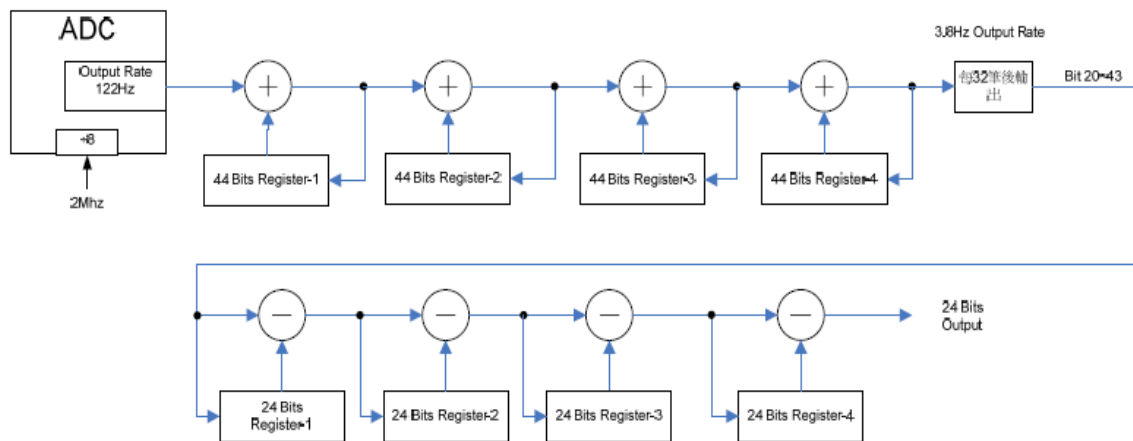 ADC
Output Rate
122Hz
÷8
2Mhz
44 Bits Register-1
44 Bits Register-2
44 Bits Register-3
44 Bits Register-4
3.8Hz Output Rate
每32筆後輸
出
Bit 20~43
24 Bits
Register-1
24 Bits Register-2
24 Bits Register-3
24 Bits Register-4
24 Bits
Output